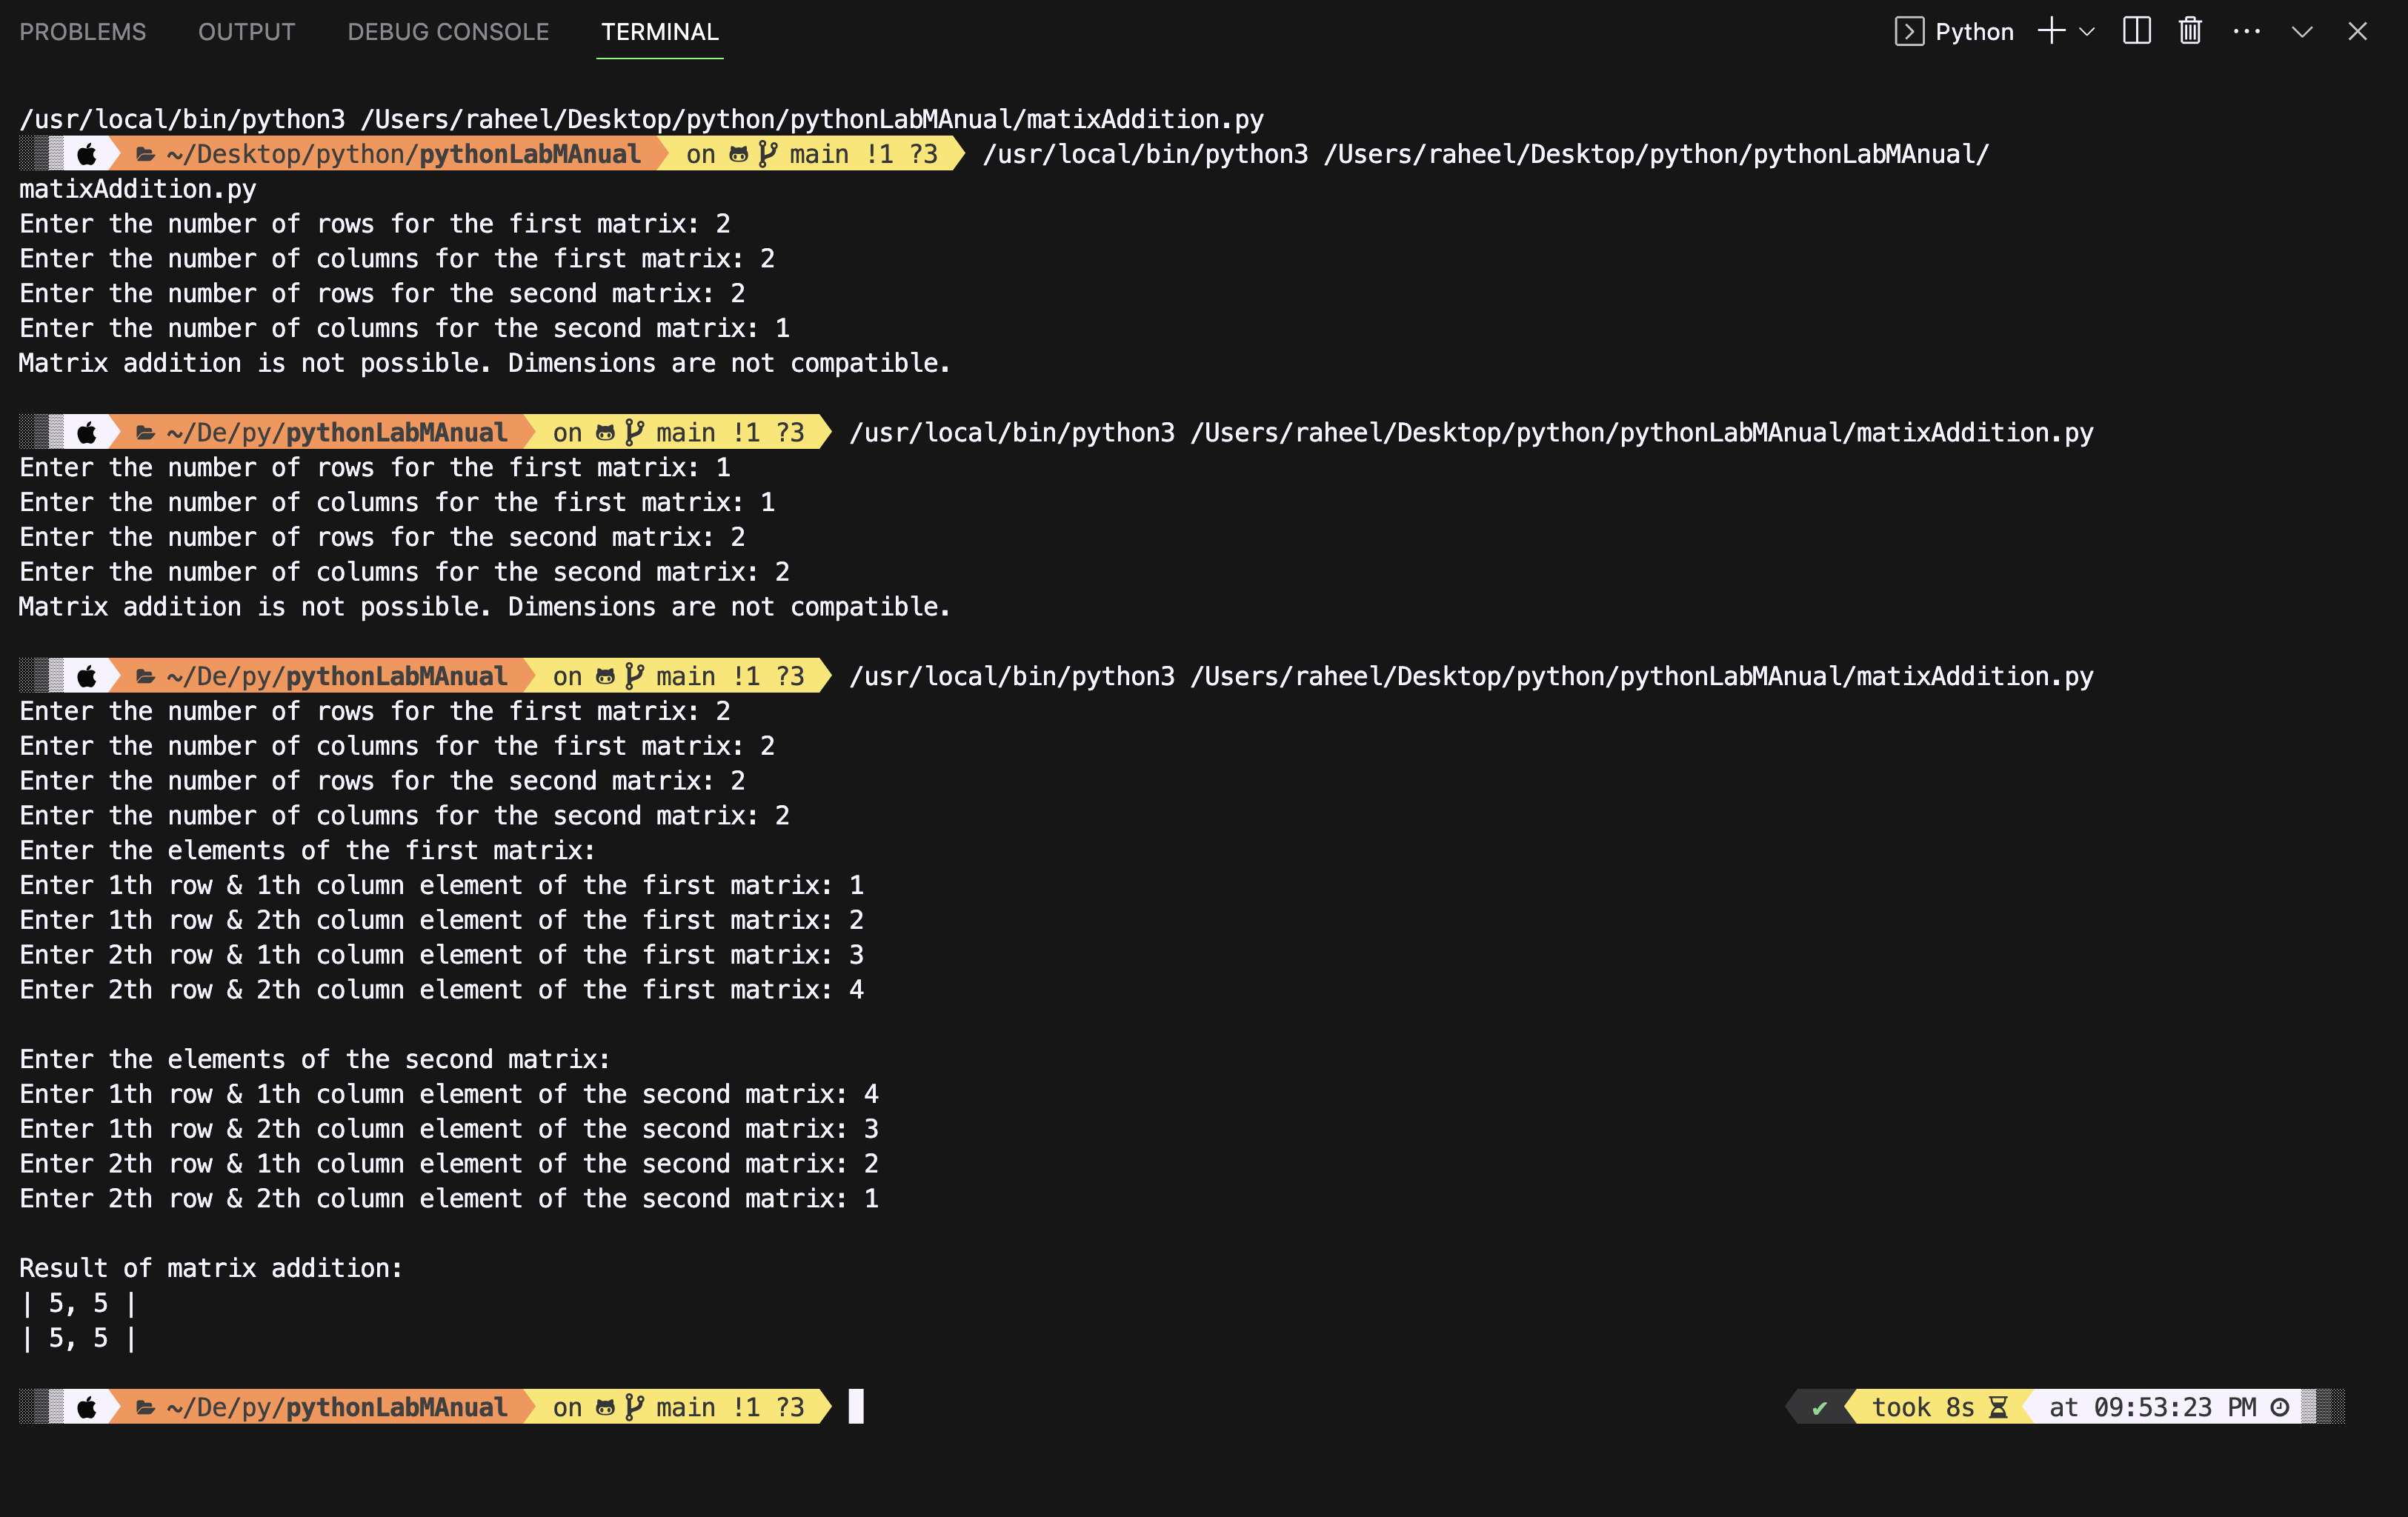 PROBLEMS OUTPUT DEBUG CONSOLE TERMINAL Python
/usr/local/bin/python3 /Users/raheel/Desktop/python/pythonLabMAnual/matixAddition.py
~/Desktop/python/pythonLabMAnual on main !1 ?3 /usr/local/bin/python3 /Users/raheel/Desktop/python/pythonLabMAnual/
matixAddition.py
Enter the number of rows for the first matrix: 2
Enter the number of columns for the first matrix: 2
Enter the number of rows for the second matrix: 2
Enter the number of columns for the second matrix: 1
Matrix addition is not possible. Dimensions are not compatible.
~/De/py/pythonLabMAnual on main !1 ?3 /usr/local/bin/python3 /Users/raheel/Desktop/python/pythonLabMAnual/matixAddition.py
Enter the number of rows for the first matrix: 1
Enter the number of columns for the first matrix: 1
Enter the number of rows for the second matrix: 2
Enter the number of columns for the second matrix: 2
Matrix addition is not possible. Dimensions are not compatible.
~/De/py/pythonLabMAnual on main !1 ?3 /usr/local/bin/python3 /Users/raheel/Desktop/python/pythonLabMAnual/matixAddition.py
Enter the number of rows for the first matrix: 2
Enter the number of columns for the first matrix: 2
Enter the number of rows for the second matrix: 2
Enter the number of columns for the second matrix: 2
Enter the elements of the first matrix:
Enter 1th row & 1th column element of the first matrix: 1
Enter 1th row & 2th column element of the first matrix: 2
Enter 2th row & 1th column element of the first matrix: 3
Enter 2th row & 2th column element of the first matrix: 4
Enter the elements of the second matrix:
Enter 1th row & 1th column element of the second matrix: 4
Enter 1th row & 2th column element of the second matrix: 3
Enter 2th row & 1th column element of the second matrix: 2
Enter 2th row & 2th column element of the second matrix: 1
Result of matrix addition:
| 5, 5 |
| 5, 5 |
~/De/py/pythonLabMAnual on main !1 ?3 ✔ took 8s at 09:53:23 PM